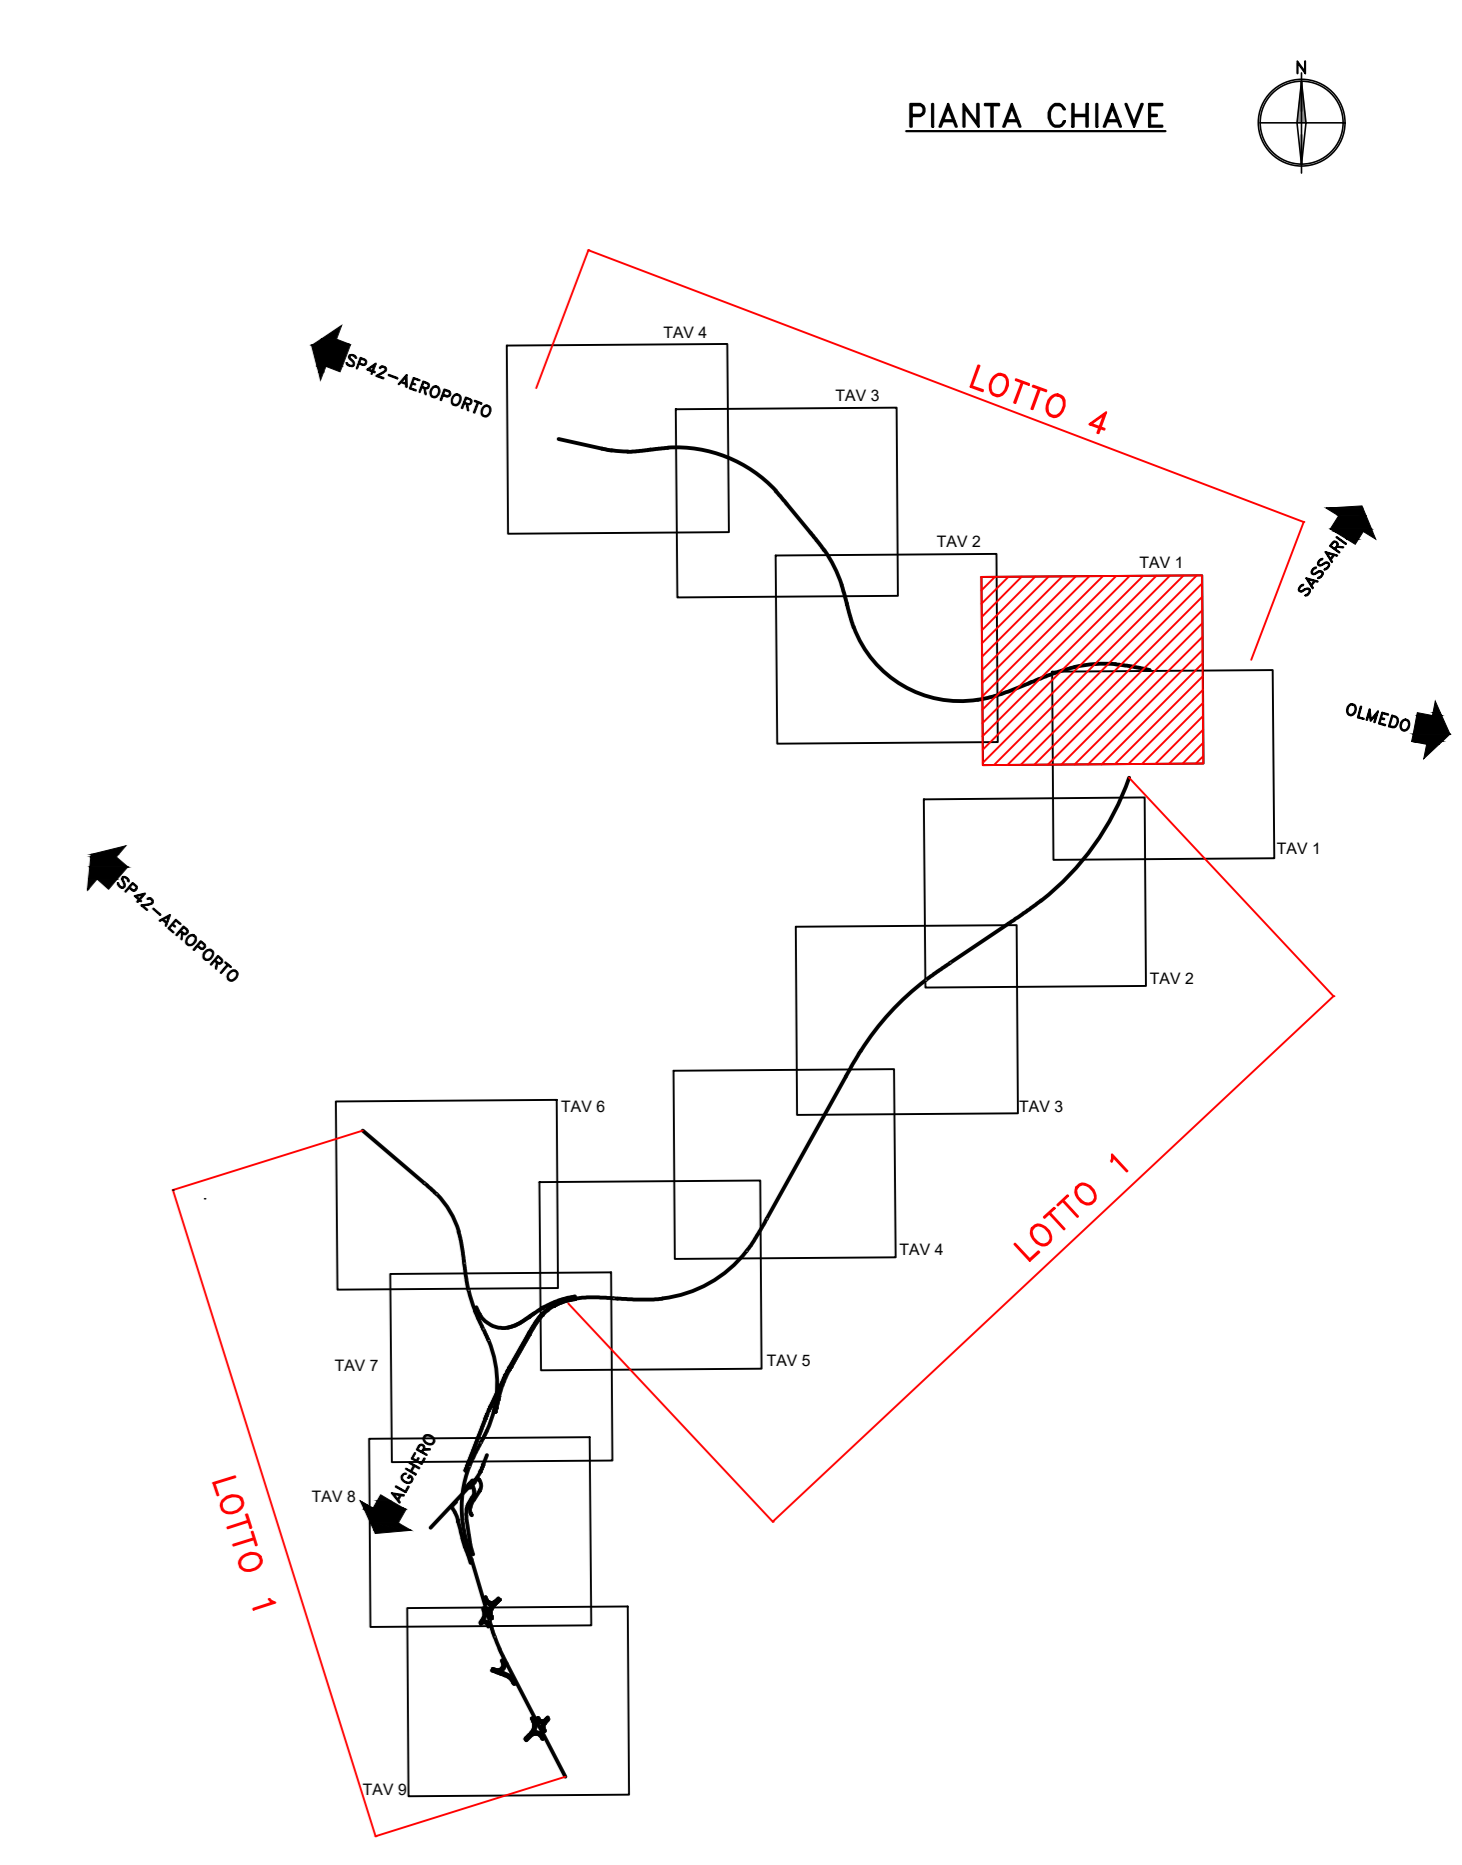 N
PIANTA CHIAVE
TAV 4
SP42-AEROPORTO
TAV 3
LOTTO 4
TAV 2
TAV 1
SASSARI
OLMEDO
TAV 1
SP42-AEROPORTO
TAV 2
TAV 3
TAV 6
LOTTO 1
TAV 4
TAV 5
TAV 7
ALGHERO
TAV 8
LOTTO 1
TAV 9